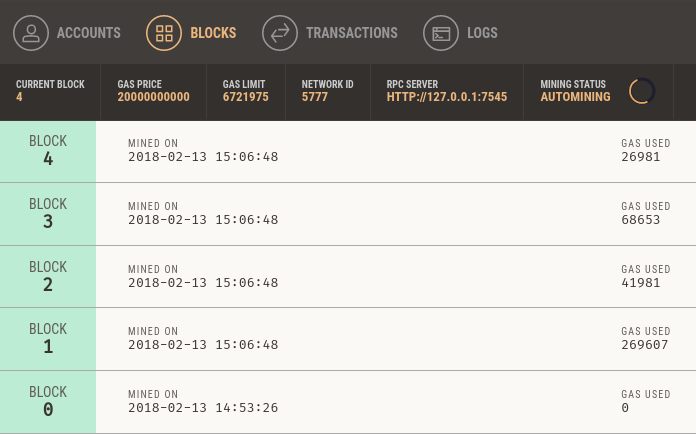 ACCOUNTS BLOCKS TRANSACTIONS LOGS
CURRENT BLOCK GAS PRICE GAS LIMIT NETWORK ID RPC SERVER MINING STATUS
4 20000000000 6721975 5777 HTTP://127.0.0.1:7545 AUTOMINING
BLOCK MINED ON GAS USED
4 2018-02-13 15:06:48 26981
BLOCK MINED ON GAS USED
3 2018-02-13 15:06:48 68653
BLOCK MINED ON GAS USED
2 2018-02-13 15:06:48 41981
BLOCK MINED ON GAS USED
1 2018-02-13 15:06:48 269607
BLOCK MINED ON GAS USED
0 2018-02-13 14:53:26 0